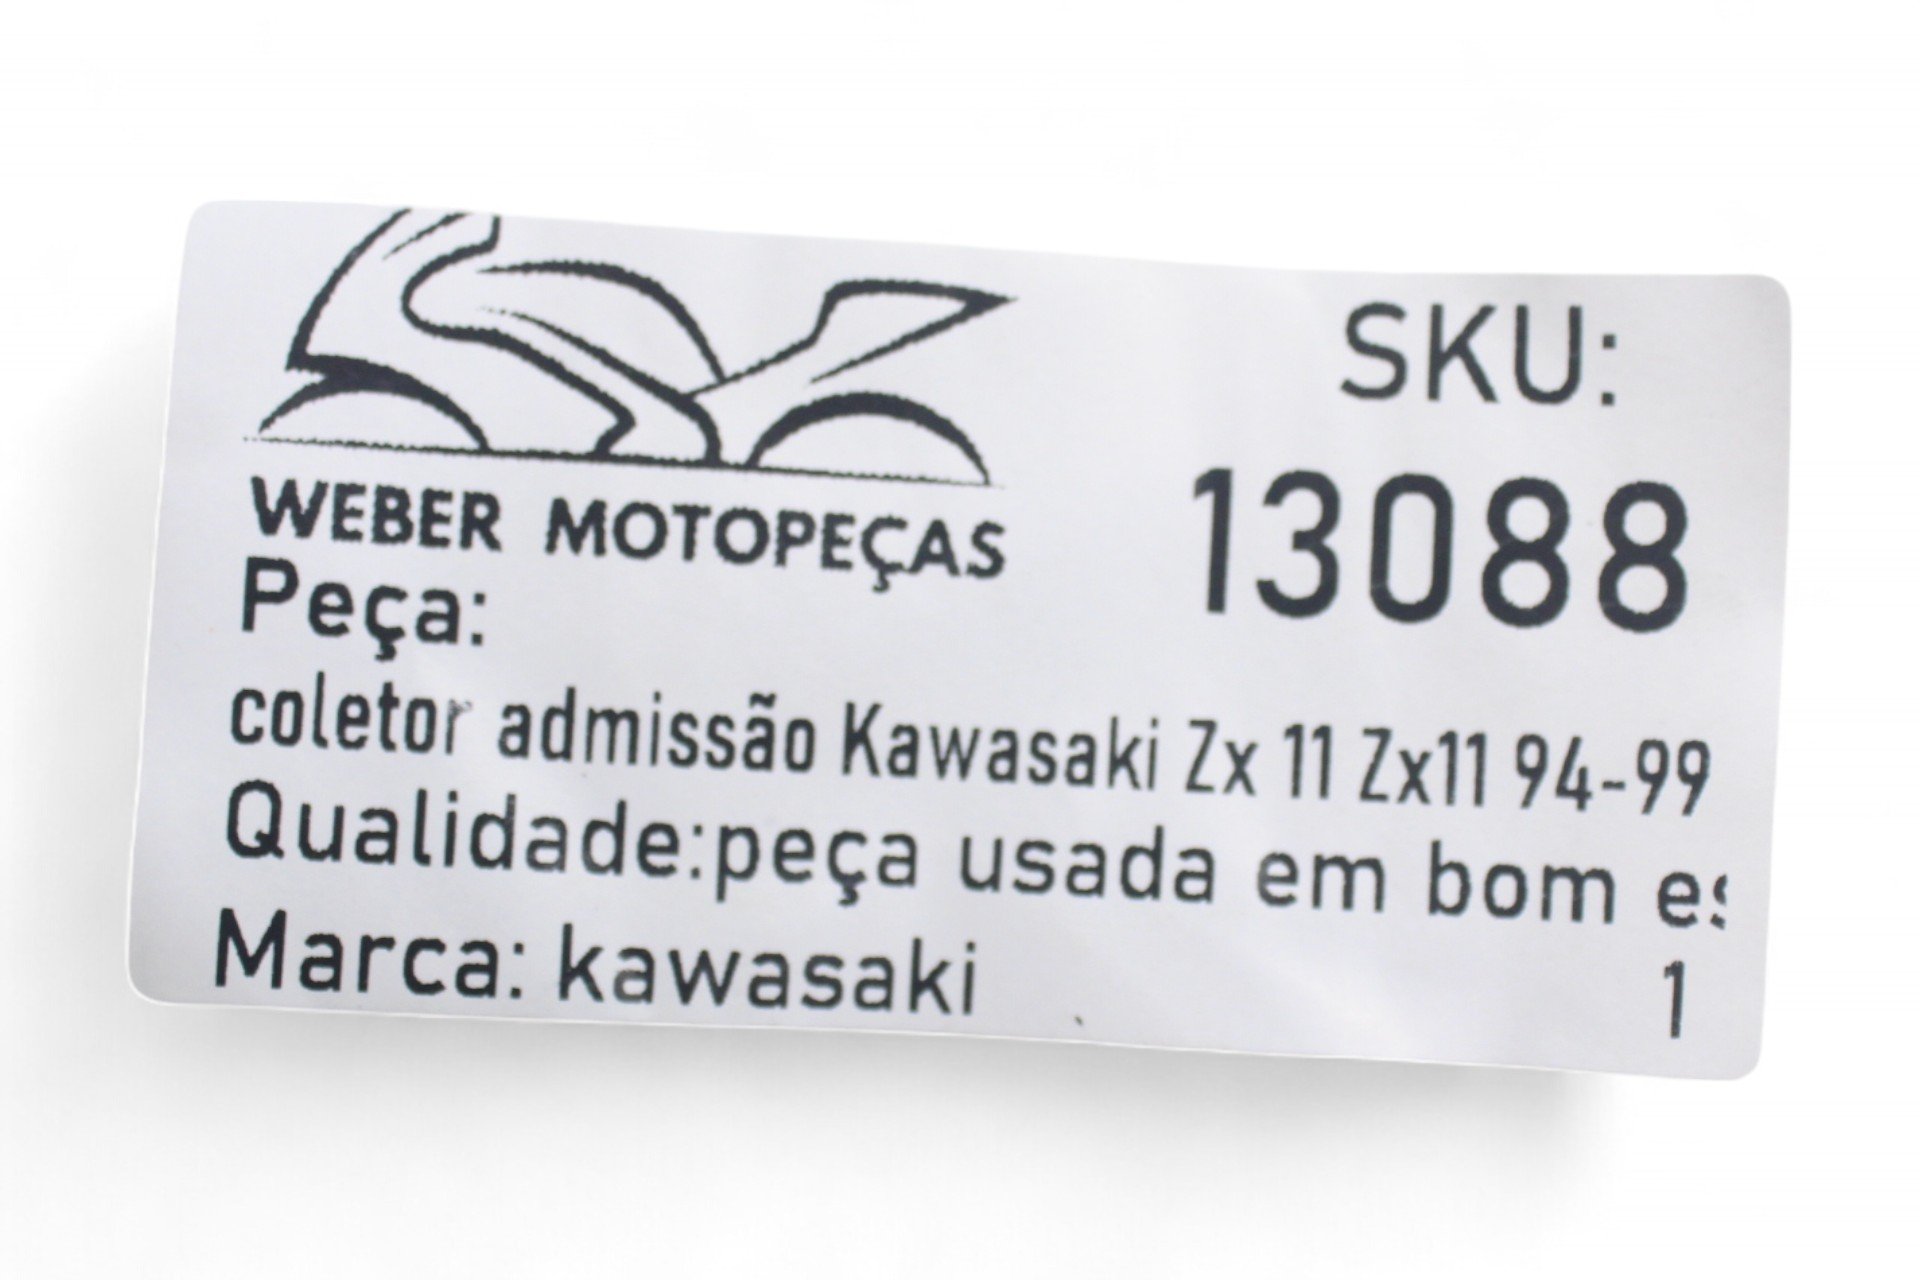 WEBER MOTOPEÇAS
SKU:
13088
Peça:
coletor admissão Kawasaki Zx 11 Zx11 94-99
Qualidade:peça usada em bom es
Marca: kawasaki
1